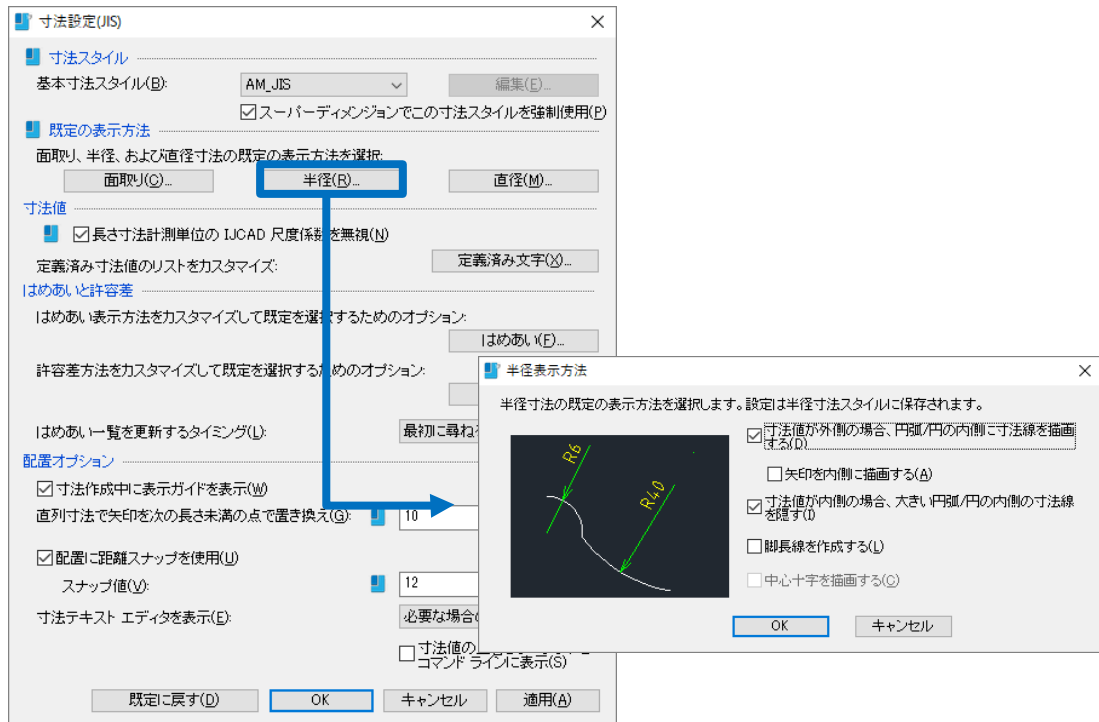 寸法設定(JIS)
寸法スタイル
基本寸法スタイル(B):
AM_JIS
編集(E)...
スーパーディメンジョンでこの寸法スタイルを強制使用(P)
既定の表示方法
面取り、半径、および直径寸法の既定の表示方法を選択:
面取り(C)...
半径(R)...
直径(M)...
寸法値
長さ寸法計測単位の IJCAD 尺度係数を無視(N)
定義済み寸法値のリストをカスタマイズ:
定義済み文字(X)...
はめあいと許容差
はめあい表示方法をカスタマイズして既定を選択するためのオプション:
はめあい(F)...
許容差方法をカスタマイズして既定を選択するためのオプション:
はめあい一覧を更新するタイミング(L):
最初に尋ね
配置オプション
寸法作成中に表示ガイドを表示(W)
直列寸法で矢印を次の長さ未満の点で置き換え(G):
10
配置に距離スナップを使用(U)
スナップ値(V):
12
寸法テキスト エディタを表示(E):
必要な場合
寸法値の
コマンド ラインに表示(S)
既定に戻す(D)
OK
キャンセル
適用(A)
半径表示方法
半径寸法の既定の表示方法を選択します。設定は半径寸法スタイルに保存されます。
R6
R40
寸法値が外側の場合、円弧/円の内側に寸法線を描画
する(D)
矢印を内側に描画する(A)
寸法値が内側の場合、大きい円弧/円の内側の寸法線
を隠す(I)
脚長線を作成する(L)
中心十字を描画する(C)
OK
キャンセル